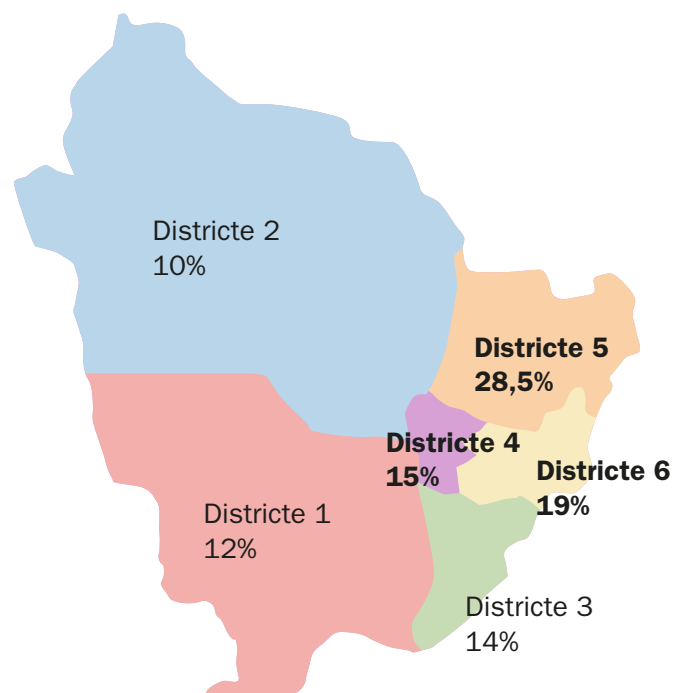 Districte 2
10%
Districte 5
28,5%
Districte 4
15%
Districte 6
19%
Districte 1
12%
Districte 3
14%